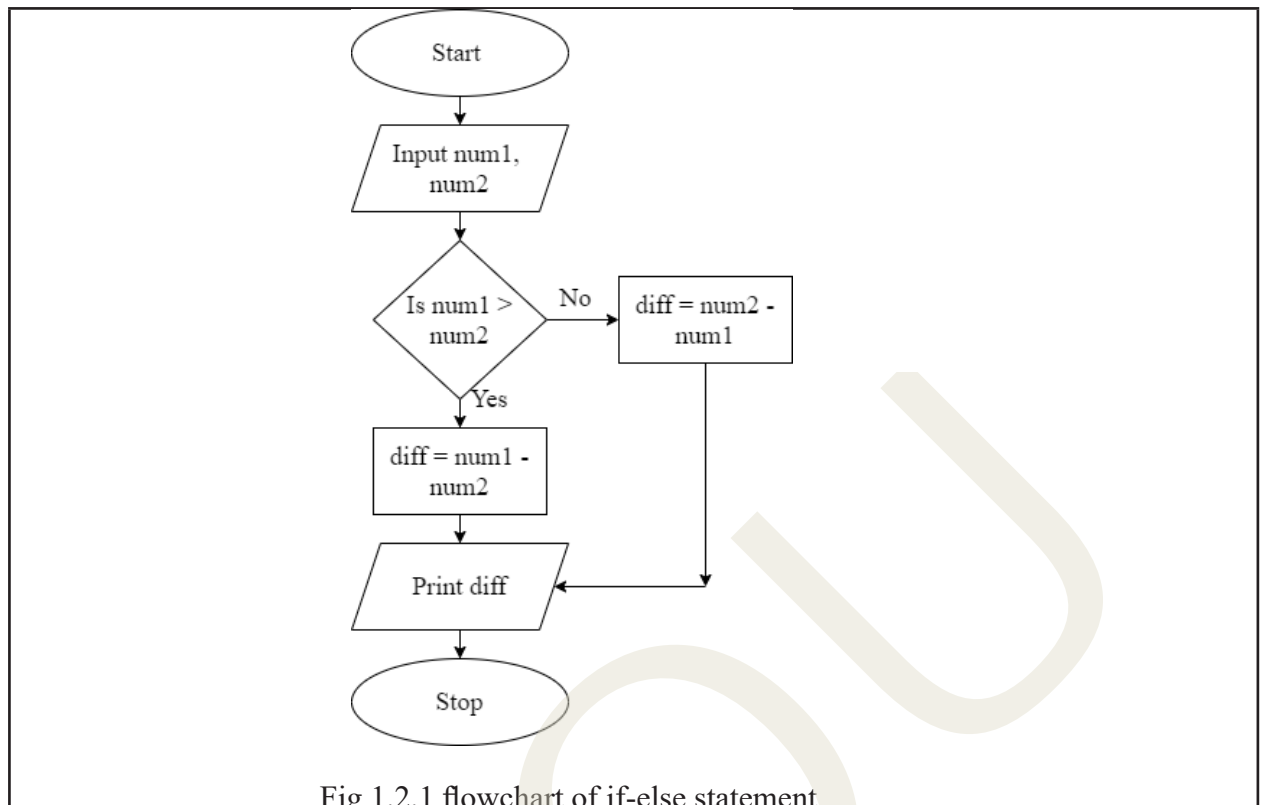 Start
Input num1,
num2
Is num1 >
num2
No
diff = num2 -
num1
Yes
diff = num1 -
num2
Print diff
Stop
Fig 1.2.1 flowchart of if-else statement
OU